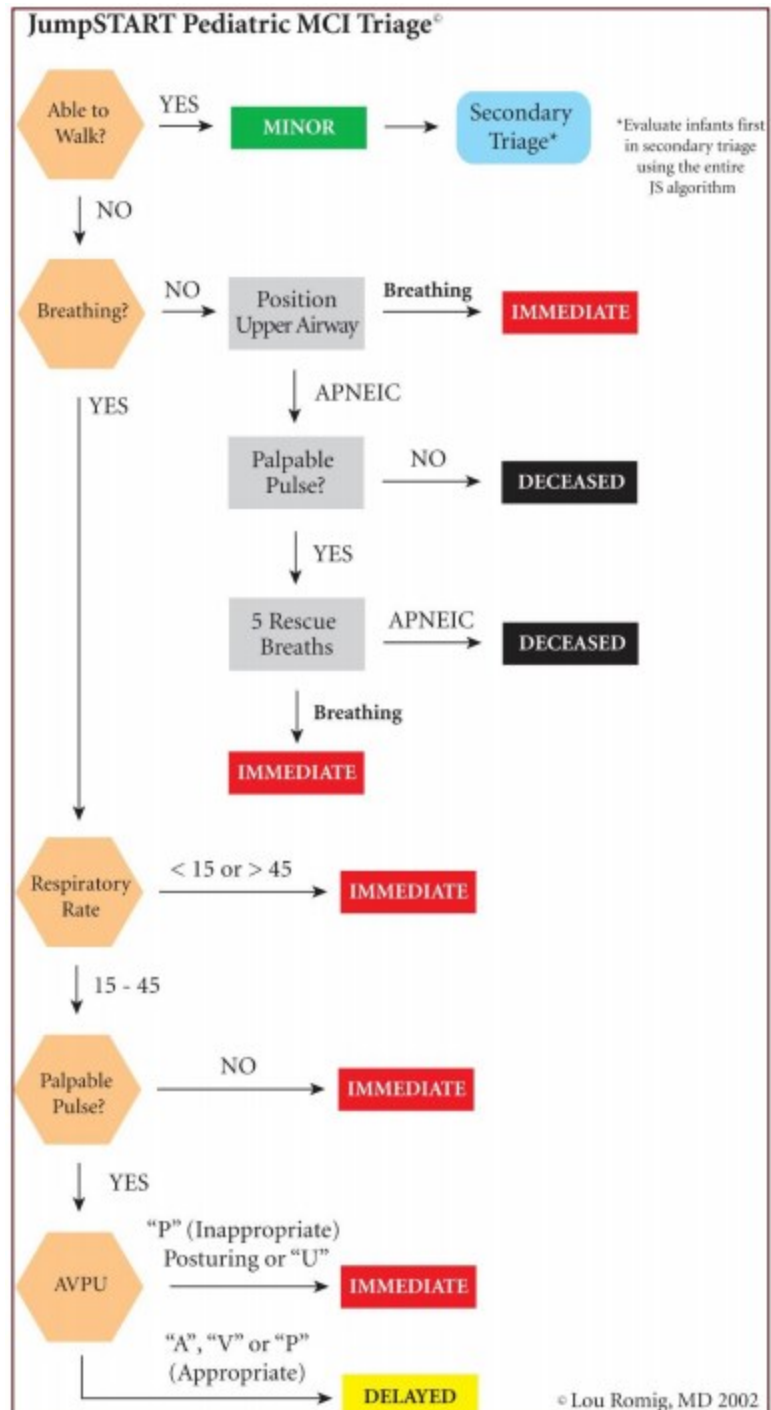 JumpSTART Pediatric MCI Triage©
Able to
Walk?
YES
MINOR
Secondary
Triage*
*Evaluate infants first
in secondary triage
using the entire
JS algorithm
NO
Breathing?
NO
Position
Upper Airway
Breathing
IMMEDIATE
YES
APNEIC
Palpable
Pulse?
NO
DECEASED
YES
5 Rescue
Breaths
APNEIC
DECEASED
Breathing
IMMEDIATE
Respiratory
Rate
< 15 or > 45
IMMEDIATE
15 - 45
Palpable
Pulse?
NO
IMMEDIATE
YES
AVPU
“P” (Inappropriate)
Posturing or “U”
IMMEDIATE
“A”, “V” or “P”
(Appropriate)
DELAYED
© Lou Romig, MD 2002